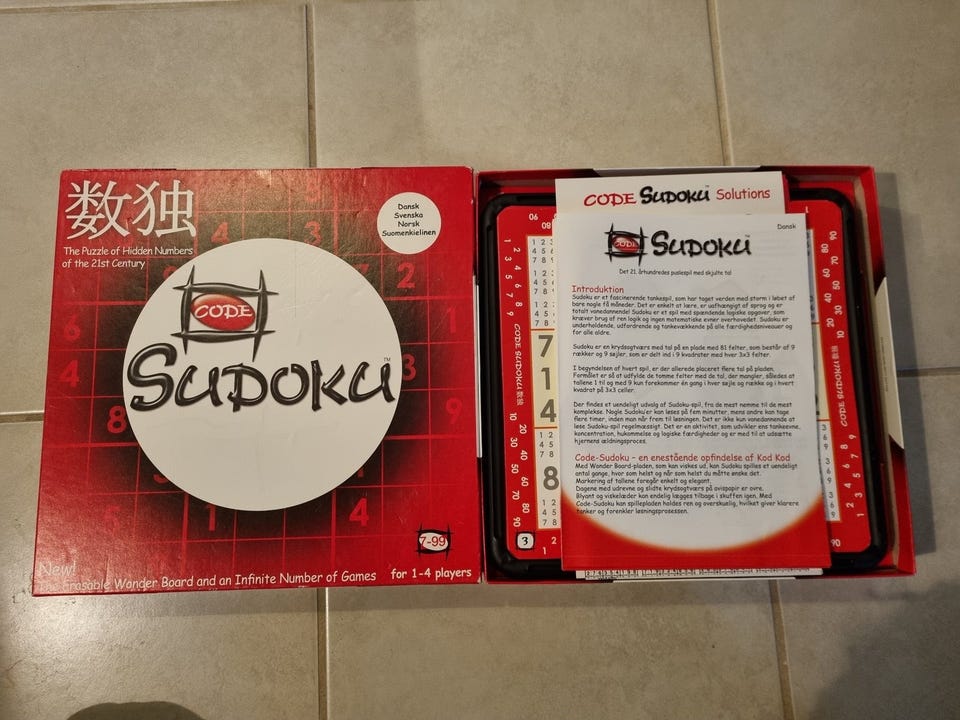 数独
The Puzzle of Hidden Numbers
of the 21st Century
Dansk
Svenska
Norsk
Suomenkielinen
CODE
SUDOKU™
7-99
New!
Erasable Wonder Board and an Infinite Number of Games
for 1-4 players
CODE SUDOKU™ Solutions
Dansk
CODE SUDOKU™
Det 21. århundredes puslespil med skjulte tal
Introduktion
Sudoku er et fascinerende tankespil, som har taget verden med storm i løbet af
bare nogle få måneder. Det er enkelt at lære, er uafhængigt af sprog og er
totalt vanedannende! Sudoku er et spil med spændende logiske opgaver, som
kræver brug af ren logik og ingen matematiske evner overhovedet. Sudoku er
underholdende, udfordrende og tankevækkende på alle færdighedsniveauer og
for alle aldre.
Sudoku er en krydsogtværs med tal på en plade med 81 felter, som består af 9
rækker og 9 søjler, som er delt ind i 9 kvadrater med hver 3x3 felter.
I begyndelsen af hvert spil, er der allerede placeret flere tal på pladen.
Formålet er så at udfylde de tomme felter med de tal, der mangler, således at
tallene 1 til og med 9 kun forekommer én gang i hver søjle og række og i hvert
kvadrat på 3x3 celler.
Der findes et uendeligt udvalg af Sudoku-spil, fra de mest nemme til de mest
komplekse. Nogle Sudoku'er kan løses på fem minutter, mens andre kan tage
flere timer, inden man når frem til løsningen. Det er ikke kun vanedannende at
løse Sudoku-spil regelmæssigt. Det er en aktivitet, som udvikler ens tankeevne,
koncentration, hukommelse og logiske færdigheder og er med til at udsætte
hjernens ældningsproces.
Code-Sudoku – en enestående opfindelse af Kod Kod
Med Wonder Board-pladen, som kan viskes ud, kan Sudoku spilles et uendeligt
antal gange, hvor som helst og når som helst du måtte ønske det.
Markering af tallene foregår enkelt og elegant.
Dagene med udrevne og slidte krydsogtværs på avispapir er ovre.
Blyant og viskelæder kan endelig lægges tilbage i skuffen igen. Med
Code-Sudoku kan spillepladen holdes ren og overskuelig, hvilket giver klarere
tanker og forenkler løsningsprocessen.
CODE SUDOKU 数独
7
1
4
8
3
CODE SUDOKU 数独